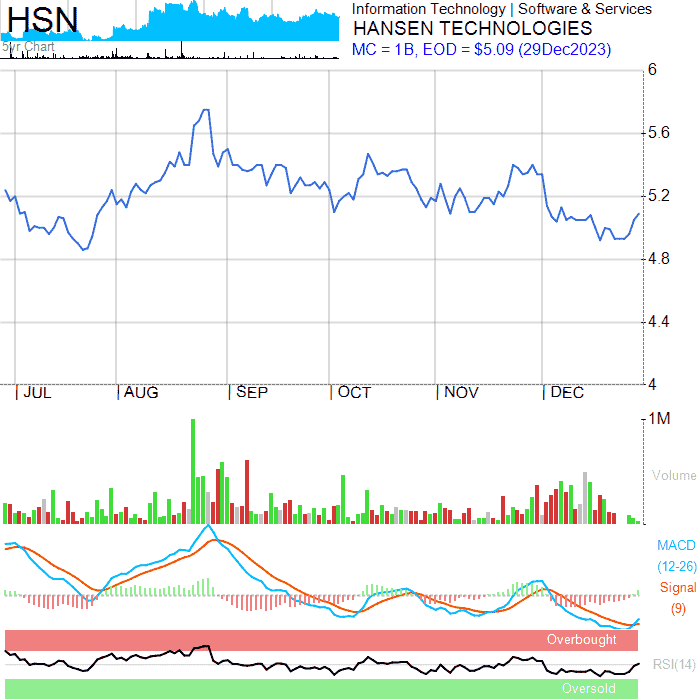 HSN
5yr Chart
Information Technology | Software & Services
HANSEN TECHNOLOGIES
MC = 1B, EOD = $5.09 (29Dec2023)
6
5.6
5.2
4.8
4.4
4
JUL AUG SEP OCT NOV DEC
1M
Volume
MACD
(12-26)
Signal
(9)
Overbought
RSI(14)
Oversold